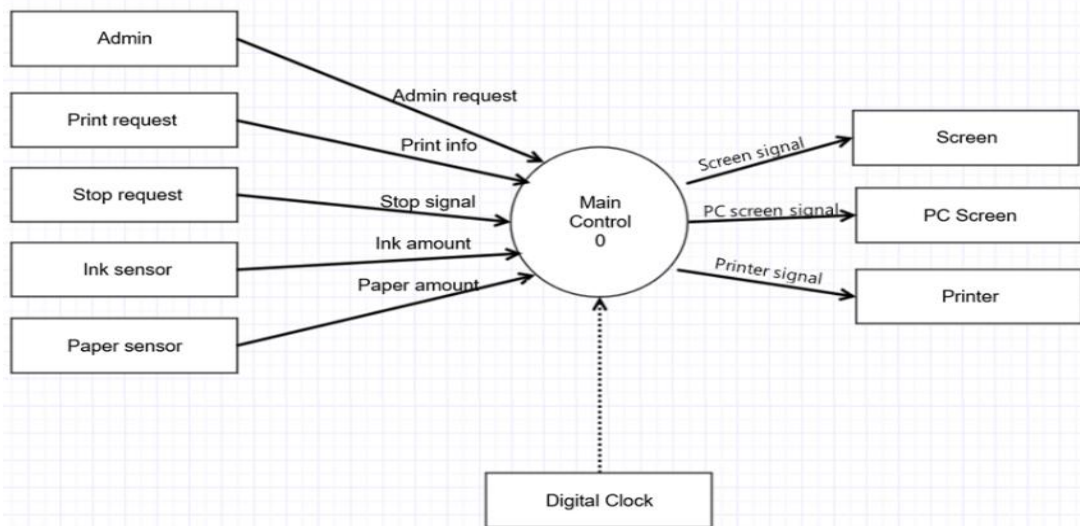 Admin
Admin request
Print request
Print info
Stop request
Stop signal
Ink sensor
Ink amount
Paper sensor
Paper amount
Main
Control
0
Screen signal
Screen
PC screen signal
PC Screen
Printer signal
Printer
Digital Clock